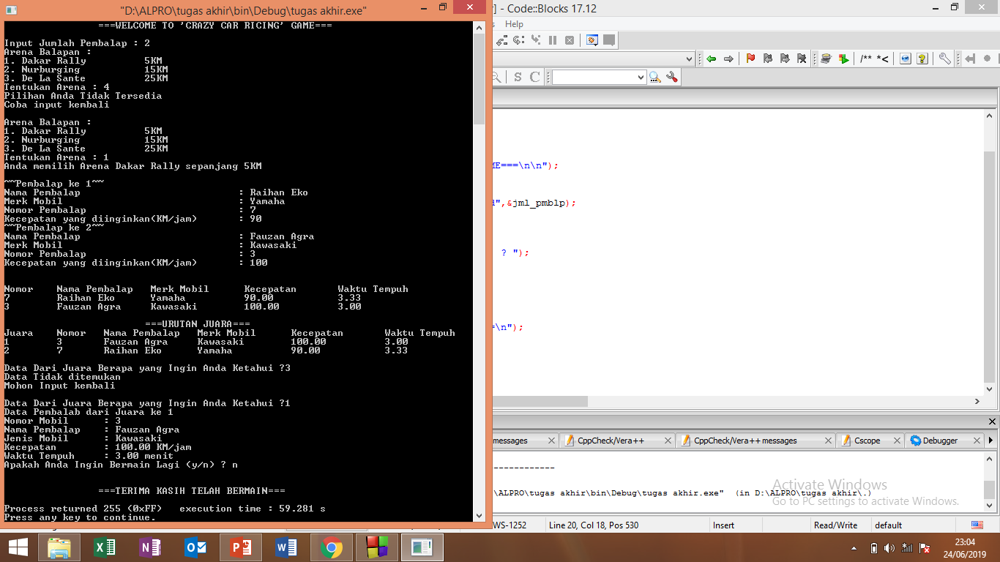 "D:\ALPRO\tugas akhir\bin\Debug\tugas akhir.exe"
===WELCOME TO 'CRAZY CAR RICING' GAME===
Input Jumlah Pembalap : 2
Arena Balapan :
1. Dakar Rally 5KM
2. Nurburging 15KM
3. De La Sante 25KM
Tentukan Arena : 4
Pilihan Anda Tidak Tersedia
Coba input kembali
Arena Balapan :
1. Dakar Rally 5KM
2. Nurburging 15KM
3. De La Sante 25KM
Tentukan Arena : 1
Anda memilih Arena Dakar Rally sepanjang 5KM
~~Pembalap ke 1~~
Nama Pembalap : Raihan Eko
Merk Mobil : Yamaha
Nomor Pembalap : 7
Kecepatan yang diinginkan(KM/jam) : 90
~~Pembalap ke 2~~
Nama Pembalap : Fauzan Agra
Merk Mobil : Kawasaki
Nomor Pembalap : 3
Kecepatan yang diinginkan(KM/jam) : 100
Nomor Nama Pembalap Merk Mobil Kecepatan Waktu Tempuh
7 Raihan Eko Yamaha 90.00 3.33
3 Fauzan Agra Kawasaki 100.00 3.00
===URUTAN JUARA===
Juara Nomor Nama Pembalap Merk Mobil Kecepatan Waktu Tempuh
1 3 Fauzan Agra Kawasaki 100.00 3.00
2 7 Raihan Eko Yamaha 90.00 3.33
Data Dari Juara Berapa yang Ingin Anda Ketahui ?3
Data Tidak ditemukan
Mohon Input kembali
Data Dari Juara Berapa yang Ingin Anda Ketahui ?1
Data Pembalab dari Juara ke 1
Nomor Mobil : 3
Nama Pembalap : Fauzan Agra
Jenis Mobil : Kawasaki
Kecepatan : 100.00 KM/jam
Waktu Tempuh : 3.00 menit
Apakah Anda Ingin Bermain Lagi (y/n) ? n
===TERIMA KASIH TELAH BERMAIN===
Process returned 255 (0xFF) execution time : 59.281 s
Press any key to continue.
] - Code::Blocks 17.12
Help
S C /** *<
ME===\n\n");
",&jml_pmblp);
? ");
=\n");
messages CppCheck/Vera++ CppCheck/Vera++ messages Cscope Debugger
-------------
\ALPRO\tugas akhir\bin\Debug\tugas akhir.exe" (in D:\ALPRO\tugas akhir\.)
Activate Windows
Go to PC settings to activate Windows.
WS-1252 Line 20, Col 18, Pos 530 Insert Read/Write default
23:04
24/06/2019